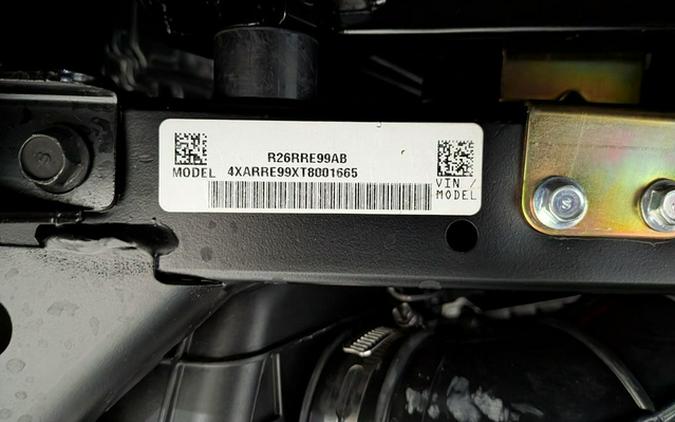 R26RRE99AB
MODEL 4XARRE99XT8001665
VIN /
MODEL
S